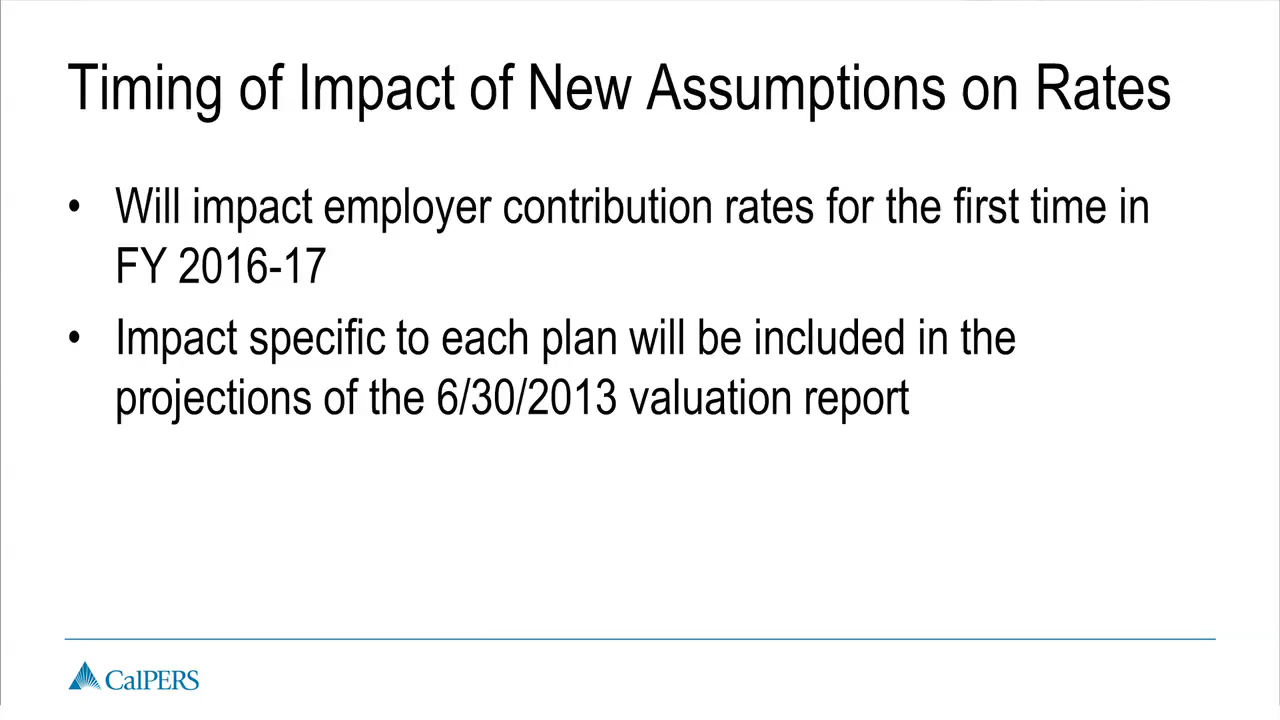 Timing of Impact of New Assumptions on Rates
• Will impact employer contribution rates for the first time in
FY 2016-17
• Impact specific to each plan will be included in the
projections of the 6/30/2013 valuation report
CalPERS